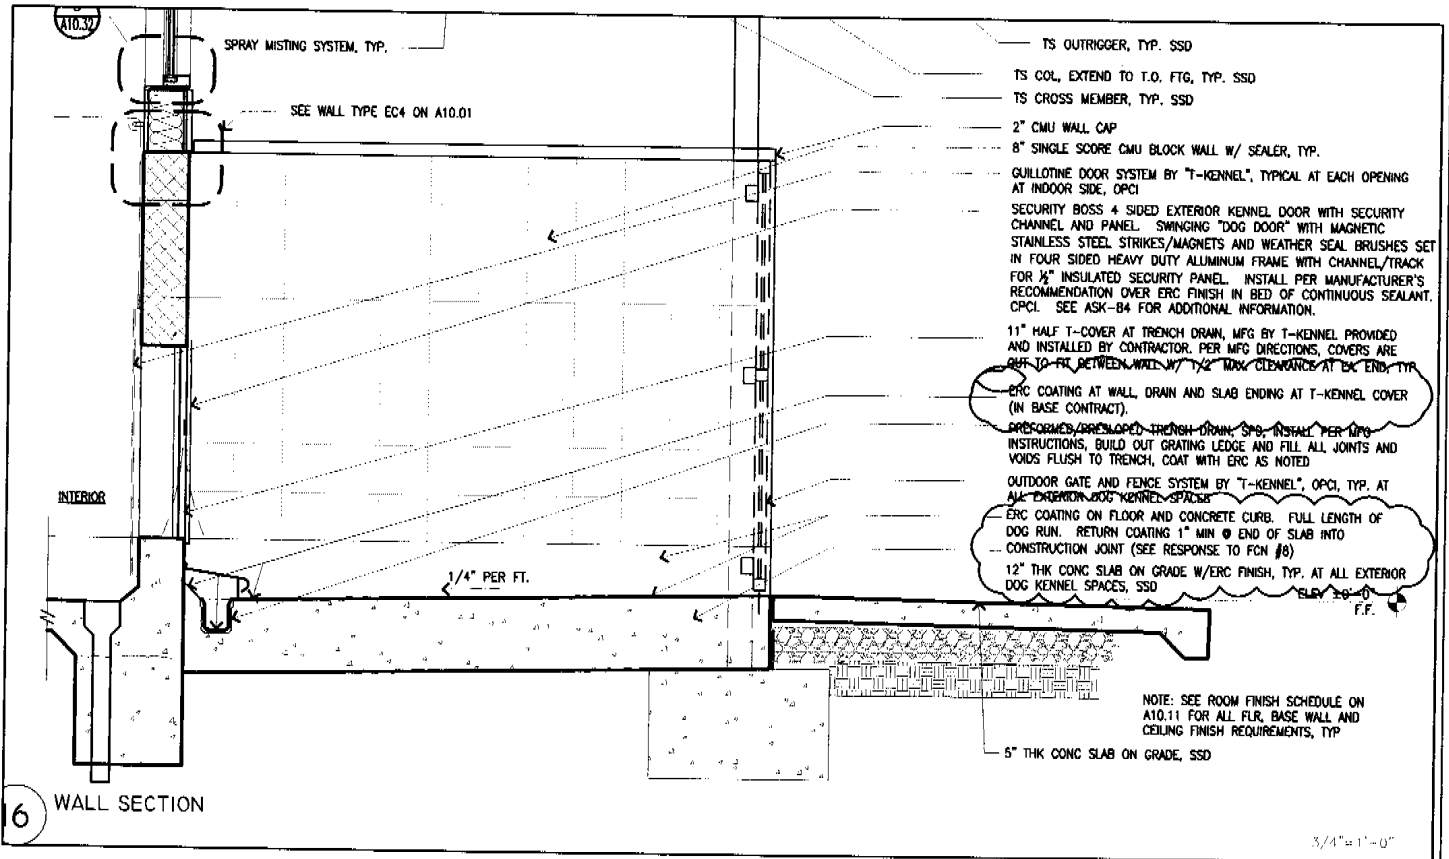 A10.32
SPRAY MISTING SYSTEM, TYP.
SEE WALL TYPE EC4 ON A10.01
TS OUTRIGGER, TYP. SSD
TS COL, EXTEND TO T.O. FTG, TYP. SSD
TS CROSS MEMBER, TYP. SSD
2" CMU WALL CAP
8" SINGLE SCORE CMU BLOCK WALL W/ SEALER, TYP.
GUILLOTINE DOOR SYSTEM BY "T-KENNEL", TYPICAL AT EACH OPENING
AT INDOOR SIDE, OPCI
SECURITY BOSS 4 SIDED EXTERIOR KENNEL DOOR WITH SECURITY
CHANNEL AND PANEL. SWINGING "DOG DOOR" WITH MAGNETIC
STAINLESS STEEL STRIKES/MAGNETS AND WEATHER SEAL BRUSHES SET
IN FOUR SIDED HEAVY DUTY ALUMINUM FRAME WITH CHANNEL/TRACK
FOR ½" INSULATED SECURITY PANEL. INSTALL PER MANUFACTURER'S
RECOMMENDATION OVER ERC FINISH IN BED OF CONTINUOUS SEALANT.
CPCI. SEE ASK-84 FOR ADDITIONAL INFORMATION.
11" HALF T-COVER AT TRENCH DRAIN, MFG BY T-KENNEL PROVIDED
AND INSTALLED BY CONTRACTOR. PER MFG DIRECTIONS, COVERS ARE
CUT TO FIT BETWEEN WALL W/ 1/2" MAX CLEARANCE AT EA. END, TYP
ERC COATING AT WALL, DRAIN AND SLAB ENDING AT T-KENNEL COVER
(IN BASE CONTRACT).
PREFORMED/PRESLOPED TRENCH DRAIN, SPD, INSTALL PER MFG
INSTRUCTIONS, BUILD OUT GRATING LEDGE AND FILL ALL JOINTS AND
VOIDS FLUSH TO TRENCH, COAT WITH ERC AS NOTED
OUTDOOR GATE AND FENCE SYSTEM BY "T-KENNEL", OPCI, TYP. AT
ALL EXTERIOR DOG KENNEL SPACES
ERC COATING ON FLOOR AND CONCRETE CURB. FULL LENGTH OF
DOG RUN. RETURN COATING 1" MIN @ END OF SLAB INTO
CONSTRUCTION JOINT (SEE RESPONSE TO FCN #8)
12" THK CONC SLAB ON GRADE W/ERC FINISH, TYP. AT ALL EXTERIOR
DOG KENNEL SPACES, SSD
ELEV ±0'-0"
F.F.
INTERIOR
1/4" PER FT.
NOTE: SEE ROOM FINISH SCHEDULE ON
A10.11 FOR ALL FLR, BASE WALL AND
CEILING FINISH REQUIREMENTS, TYP
5" THK CONC SLAB ON GRADE, SSD
16
WALL SECTION
3/4"=1'-0"